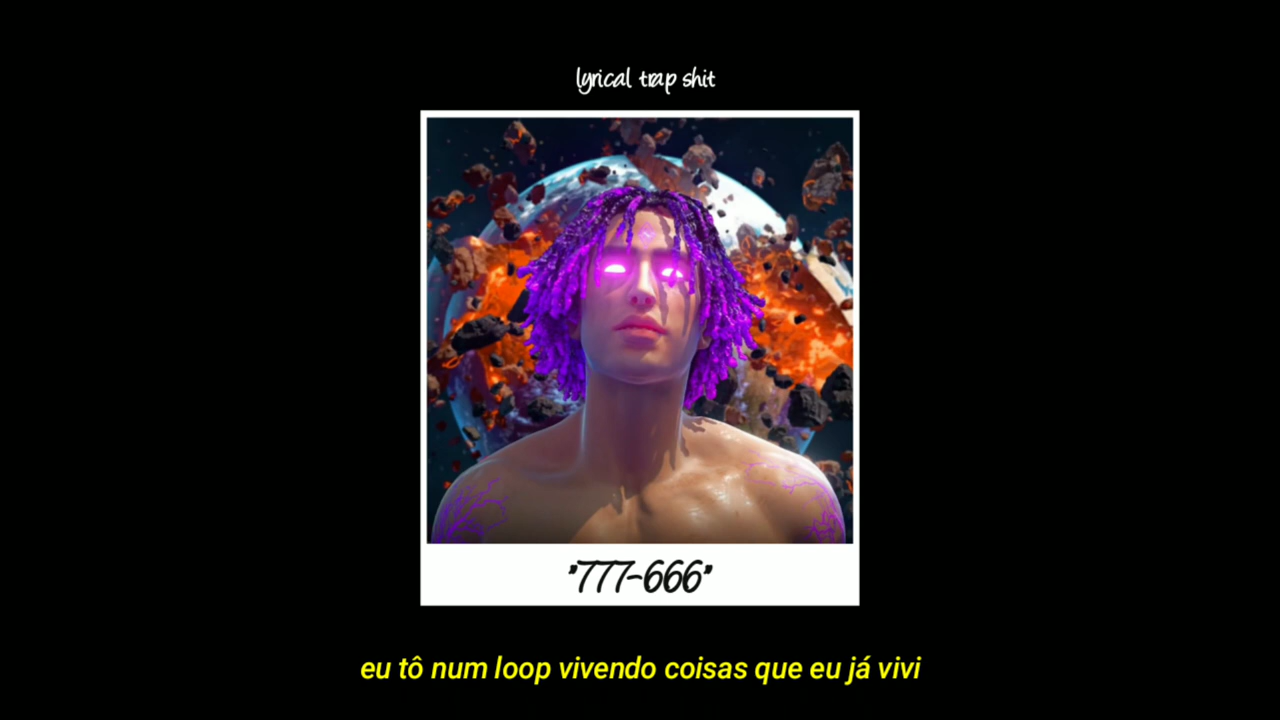 lyrical trap shit
"777-666"
eu tô num loop vivendo coisas que eu já vivi